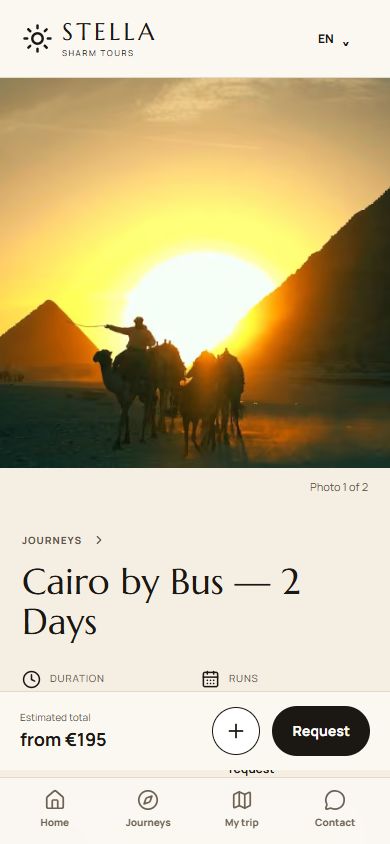 STELLA
SHARM TOURS
EN
Photo 1 of 2
JOURNEYS
Cairo by Bus — 2
Days
DURATION
RUNS
Estimated total
from €195
Request
request
Home
Journeys
My trip
Contact